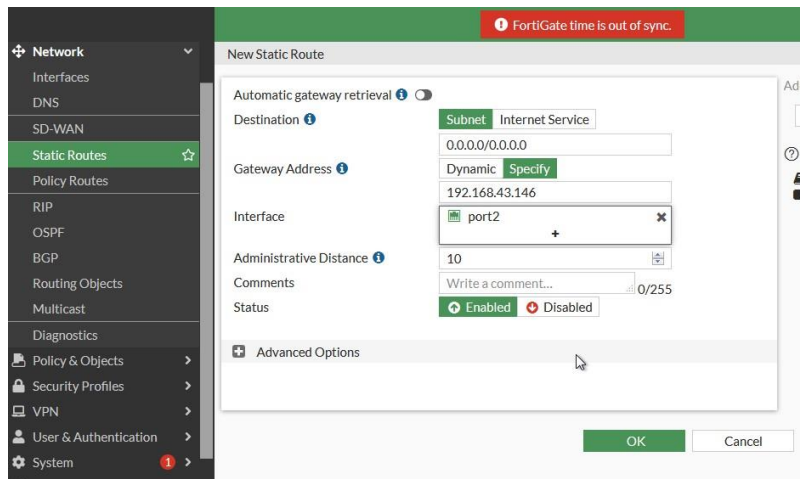 FortiGate time is out of sync.
Network
Interfaces
DNS
SD-WAN
Static Routes
Policy Routes
RIP
OSPF
BGP
Routing Objects
Multicast
Diagnostics
Policy & Objects
Security Profiles
VPN
User & Authentication
System 1
New Static Route
Automatic gateway retrieval
Destination Subnet Internet Service
0.0.0.0/0.0.0.0
Gateway Address Dynamic Specify
192.168.43.146
Interface port2
+
Administrative Distance 10
Comments Write a comment... 0/255
Status Enabled Disabled
Advanced Options
OK Cancel